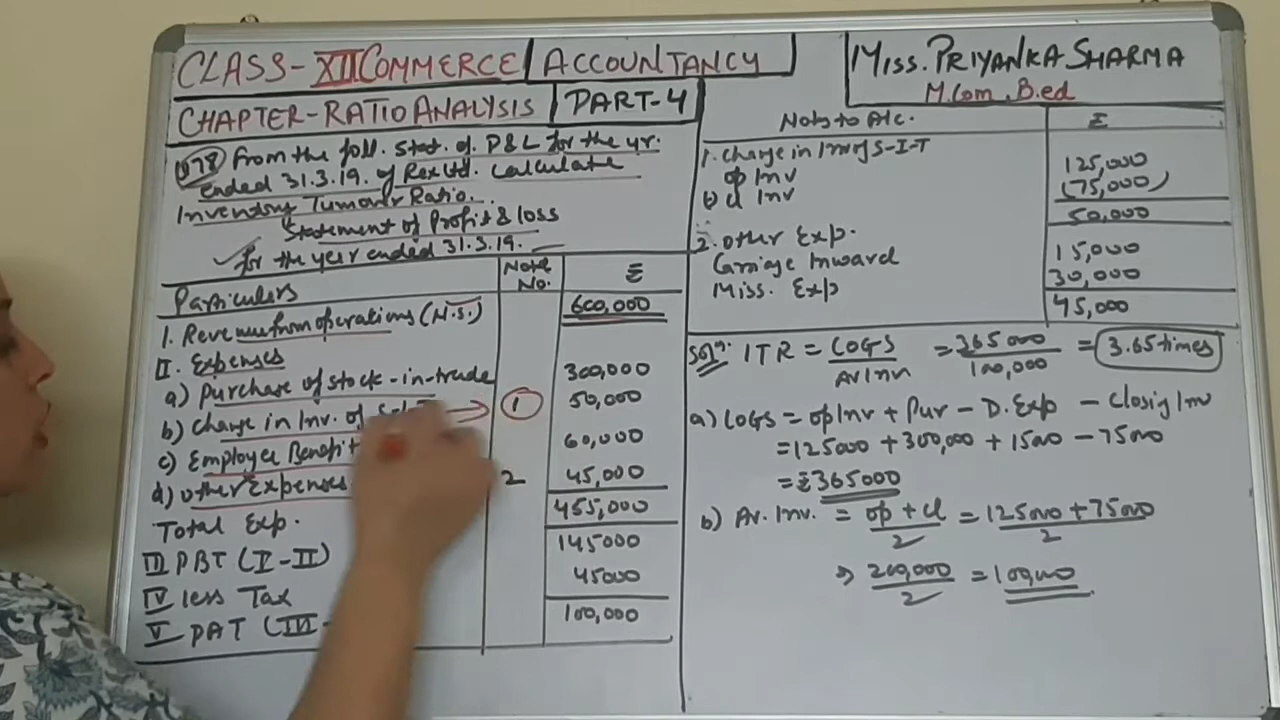 CLASS-XII COMMERCE ACCOUNTANCY
CHAPTER-RATIO ANALYSIS PART-4
MISS. PRIYANKA SHARMA
M.Com, B.ed
Q78 From the foll. stat. of P&L for the yr.
ended 31.3.19. of Rex Ltd. Calculate
Inventory Turnover Ratio.
Statement of Profit & loss
for the year ended 31.3.19.
Particulars Note No. ₹
I. Revenue from operations (N.S.) 600,000
II. Expenses
a) Purchase of stock-in-trade 300,000
b) Change in Inv. of 1 50,000
c) Employee Benefit 60,000
d) other Expenses 2 45,000
Total Exp. 455,000
III PBT (I-II) 145000
IV less Tax 45000
V PAT (III- 100,000
Notes to A/c. ₹
1. Change in Inv of S-I-T
op Inv 125,000
(-) cl Inv (75,000)
50,000
2. other Exp.
Carriage Inward 15,000
Miss. Exp 30,000
45,000
Solⁿ: ITR = COGS / Av Inv = 365000 / 100,000 = 3.65 times
a) COGS = op Inv + Pur - D. Exp - Closig Inv
= 125000 + 300,000 + 15000 - 75000
= ₹365000
b) Av. Inv. = op + cl / 2 = 125000 + 75000 / 2
⇒ 200,000 / 2 = 100,000